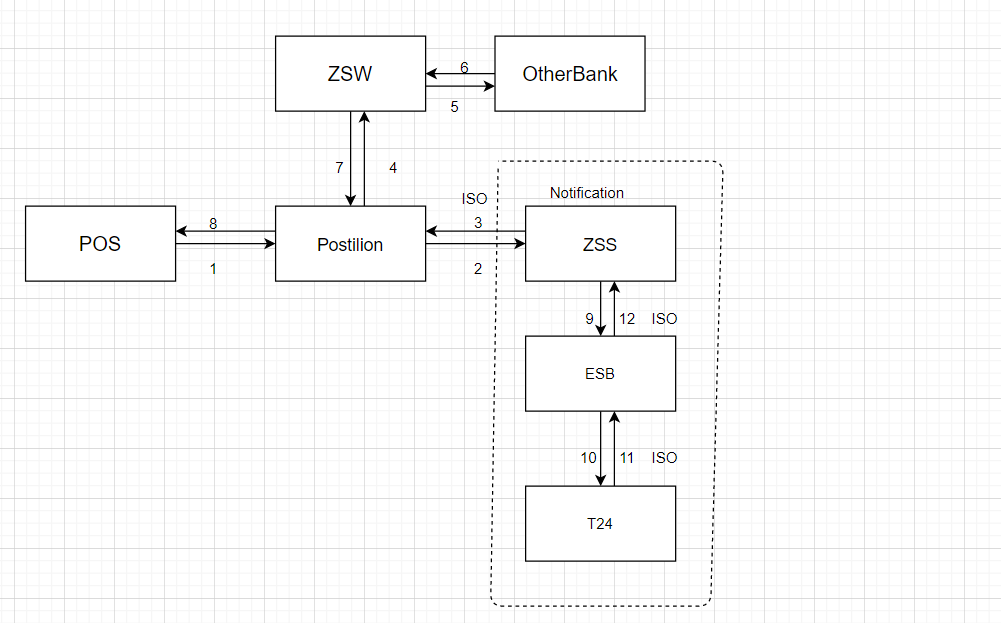 ZSW
6
OtherBank
5
7
4
ISO
Notification
POS
8
Postilion
3
ZSS
1
2
9
12
ISO
ESB
10
11
ISO
T24